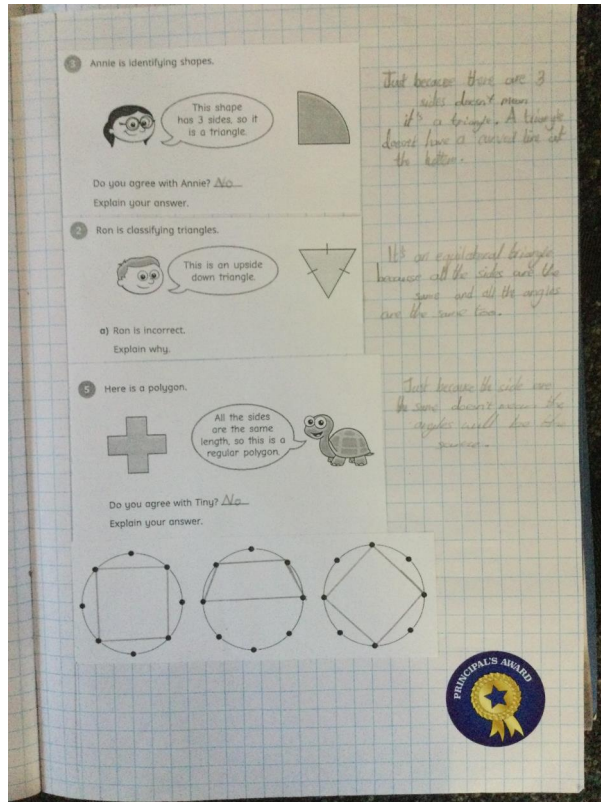 3 Annie is identifying shapes.
This shape
has 3 sides, so it
is a triangle.
Do you agree with Annie? No
Explain your answer.
Just because there are 3
sides doesn't mean
it's a triangle. A triangle
doesn't have a curved line at
the bottom.
2 Ron is classifying triangles.
This is an upside
down triangle.
a) Ron is incorrect.
Explain why.
It's an equilateral triangle
because all the sides are the
same and all the angles
are the same too.
5 Here is a polygon.
All the sides
are the same
length, so this is a
regular polygon.
Do you agree with Tiny? No
Explain your answer.
Just because the side are
the same doesn't mean the
angles will be the
PRINCIPAL'S AWARD